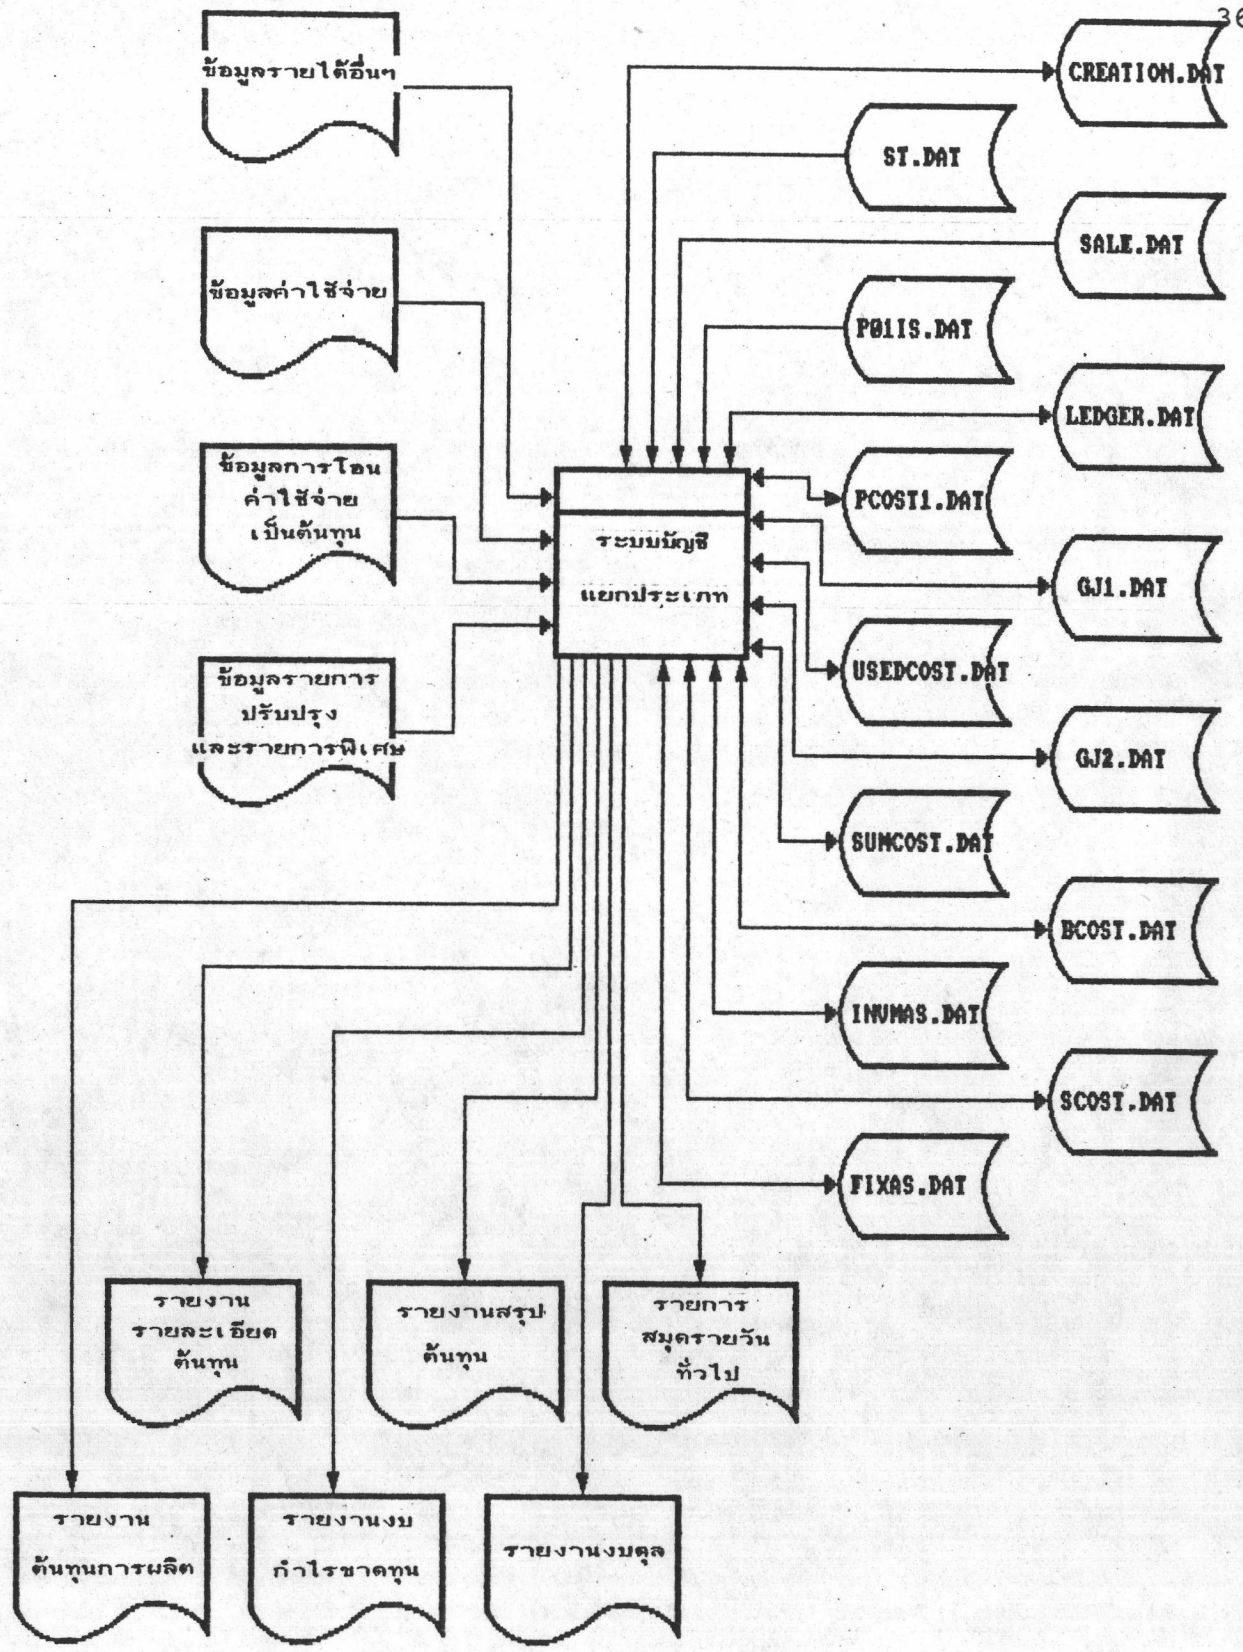 36
ข้อมูลรายได้อื่นๆ
CREATION.DAT
ST.DAT
SALE.DAT
ข้อมูลค่าใช้จ่าย
P01IS.DAT
LEDGER.DAT
ข้อมูลการโอน
ค่าใช้จ่าย
เป็นต้นทุน
PCOST1.DAT
ระบบบัญชี
แยกประเภท
GJ1.DAT
USEDCOST.DAT
ข้อมูลรายการ
ปรับปรุง
และรายการพิเศษ
GJ2.DAT
SUMCOST.DAT
BCOST.DAT
INVMAS.DAT
SCOST.DAT
FIXAS.DAT
รายงาน
รายละเอียด
ต้นทุน
รายงานสรุป
ต้นทุน
รายการ
สมุดรายวัน
ทั่วไป
รายงาน
ต้นทุนการผลิต
รายงานงบ
กำไรขาดทุน
รายงานงบดุล